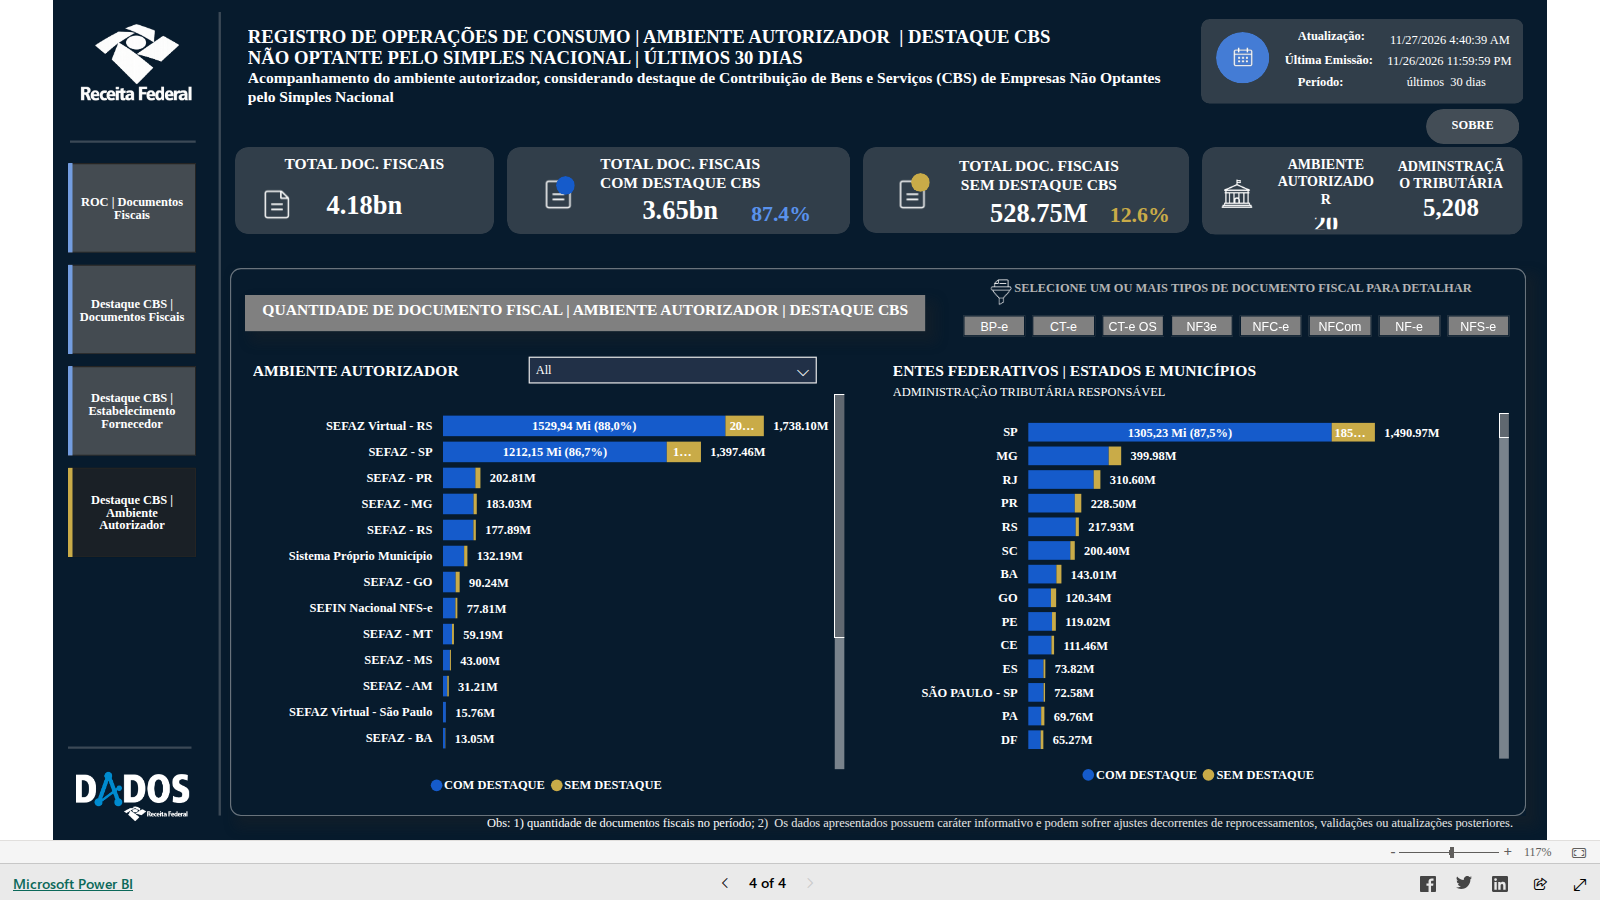 Receita Federal
REGISTRO DE OPERAÇÕES DE CONSUMO | AMBIENTE AUTORIZADOR | DESTAQUE CBS
NÃO OPTANTE PELO SIMPLES NACIONAL | ÚLTIMOS 30 DIAS
Acompanhamento do ambiente autorizador, considerando destaque de Contribuição de Bens e Serviços (CBS) de Empresas Não Optantes
pelo Simples Nacional
Atualização: 11/27/2026 4:40:39 AM
Última Emissão: 11/26/2026 11:59:59 PM
Período: últimos 30 dias
SOBRE
ROC | Documentos
Fiscais
Destaque CBS |
Documentos Fiscais
Destaque CBS |
Estabelecimento
Fornecedor
Destaque CBS |
Ambiente
Autorizador
TOTAL DOC. FISCAIS
4.18bn
TOTAL DOC. FISCAIS
COM DESTAQUE CBS
3.65bn 87.4%
TOTAL DOC. FISCAIS
SEM DESTAQUE CBS
528.75M 12.6%
AMBIENTE
AUTORIZADO
R
20
ADMINSTRAÇÃ
O TRIBUTÁRIA
5,208
QUANTIDADE DE DOCUMENTO FISCAL | AMBIENTE AUTORIZADOR | DESTAQUE CBS
SELECIONE UM OU MAIS TIPOS DE DOCUMENTO FISCAL PARA DETALHAR
BP-e CT-e CT-e OS NF3e NFC-e NFCom NF-e NFS-e
AMBIENTE AUTORIZADOR
All
SEFAZ Virtual - RS 1529,94 Mi (88,0%) 20… 1,738.10M
SEFAZ - SP 1212,15 Mi (86,7%) 1… 1,397.46M
SEFAZ - PR 202.81M
SEFAZ - MG 183.03M
SEFAZ - RS 177.89M
Sistema Próprio Município 132.19M
SEFAZ - GO 90.24M
SEFIN Nacional NFS-e 77.81M
SEFAZ - MT 59.19M
SEFAZ - MS 43.00M
SEFAZ - AM 31.21M
SEFAZ Virtual - São Paulo 15.76M
SEFAZ - BA 13.05M
COM DESTAQUE SEM DESTAQUE
ENTES FEDERATIVOS | ESTADOS E MUNICÍPIOS
ADMINISTRAÇÃO TRIBUTÁRIA RESPONSÁVEL
SP 1305,23 Mi (87,5%) 185… 1,490.97M
MG 399.98M
RJ 310.60M
PR 228.50M
RS 217.93M
SC 200.40M
BA 143.01M
GO 120.34M
PE 119.02M
CE 111.46M
ES 73.82M
SÃO PAULO - SP 72.58M
PA 69.76M
DF 65.27M
COM DESTAQUE SEM DESTAQUE
DADOS
Receita Federal
Obs: 1) quantidade de documentos fiscais no período; 2) Os dados apresentados possuem caráter informativo e podem sofrer ajustes decorrentes de reprocessamentos, validações ou atualizações posteriores.
- + 117%
Microsoft Power BI
4 of 4